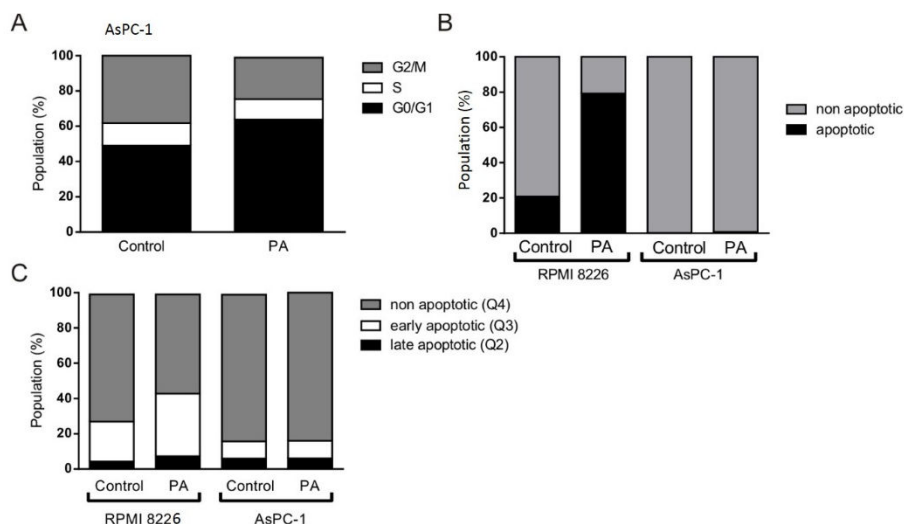 A
AsPC-1
Population (%)
100
80
60
40
20
0
Control PA
G2/M
S
G0/G1
B
Population (%)
100
80
60
40
20
0
Control PA Control PA
RPMI 8226 AsPC-1
non apoptotic
apoptotic
C
Population (%)
100
80
60
40
20
0
Control PA Control PA
RPMI 8226 AsPC-1
non apoptotic (Q4)
early apoptotic (Q3)
late apoptotic (Q2)